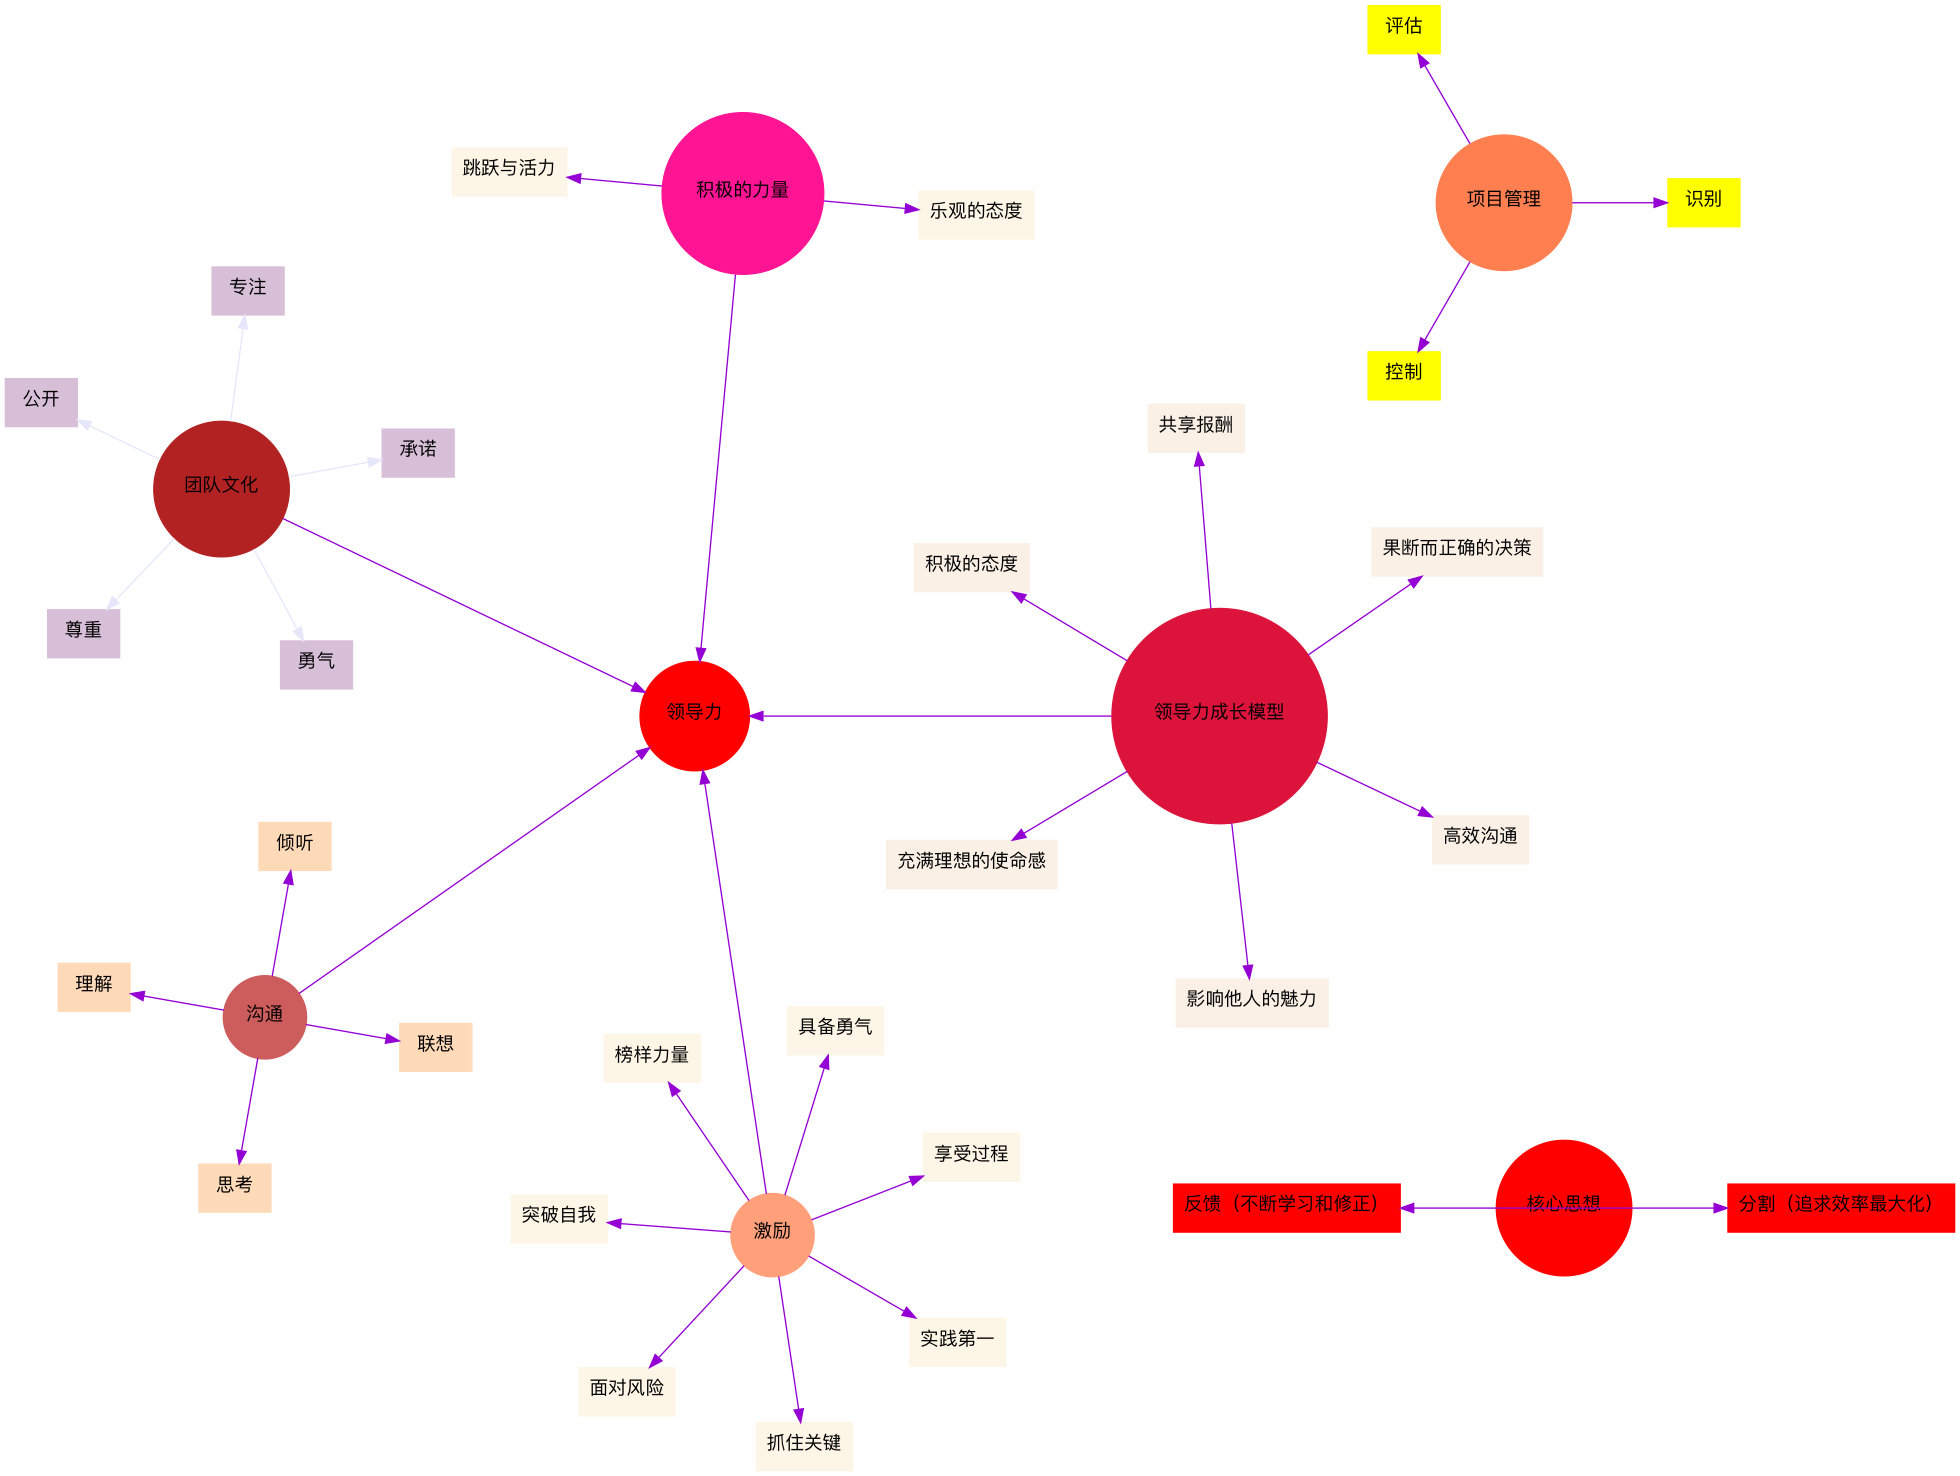 评估
跳跃与活力
积极的力量
乐观的态度
项目管理
识别
专注
公开
承诺
团队文化
尊重
勇气
控制
共享报酬
果断而正确的决策
积极的态度
领导力
领导力成长模型
充满理想的使命感
高效沟通
影响他人的魅力
倾听
理解
沟通
联想
思考
具备勇气
榜样力量
享受过程
突破自我
激励
实践第一
面对风险
抓住关键
反馈（不断学习和修正）
核心思想
分割（追求效率最大化）